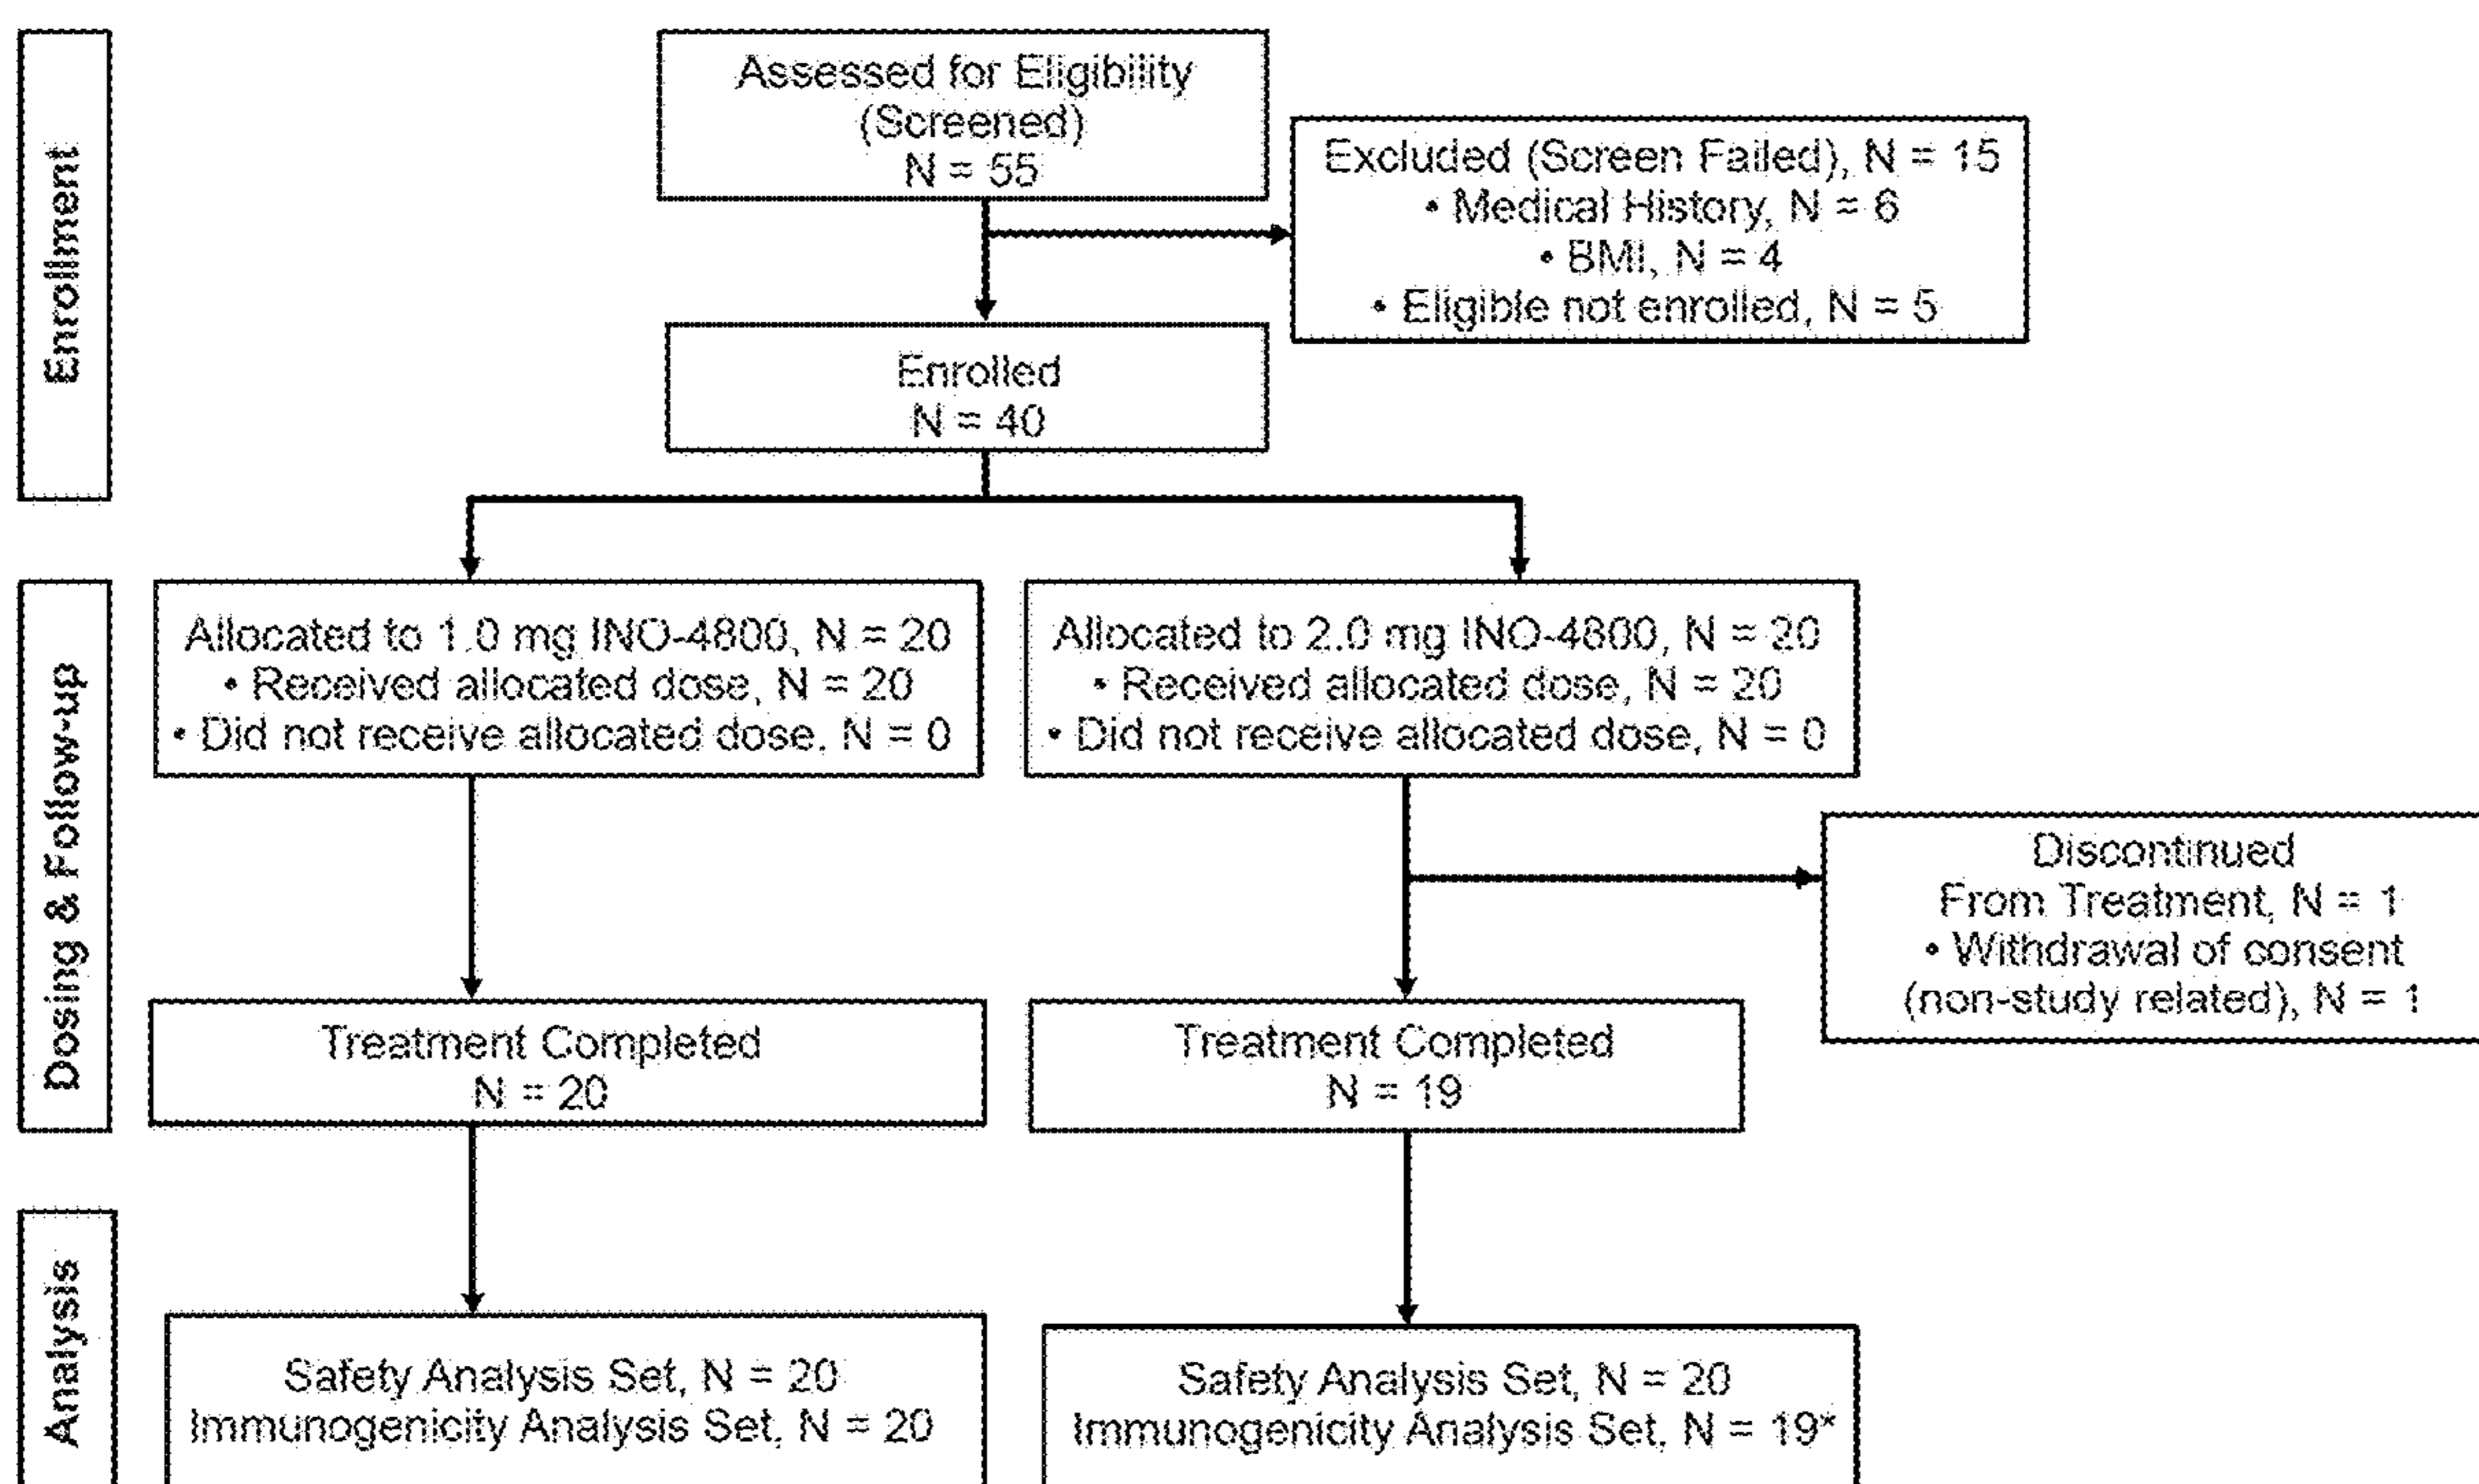 Enrollment
Assessed for Eligibility
(Screened)
N = 55
Excluded (Screen Failed), N = 15
• Medical History, N = 6
• BMI, N = 4
• Eligible not enrolled, N = 5
Enrolled
N = 40
Dosing & Follow-up
Allocated to 1.0 mg INO-4800, N = 20
• Received allocated dose, N = 20
• Did not receive allocated dose, N = 0
Allocated to 2.0 mg INO-4800, N = 20
• Received allocated dose, N = 20
• Did not receive allocated dose, N = 0
Discontinued
From Treatment, N = 1
• Withdrawal of consent
(non-study related), N = 1
Treatment Completed
N = 20
Treatment Completed
N = 19
Analysis
Safety Analysis Set, N = 20
Immunogenicity Analysis Set, N = 20
Safety Analysis Set, N = 20
Immunogenicity Analysis Set, N = 19*